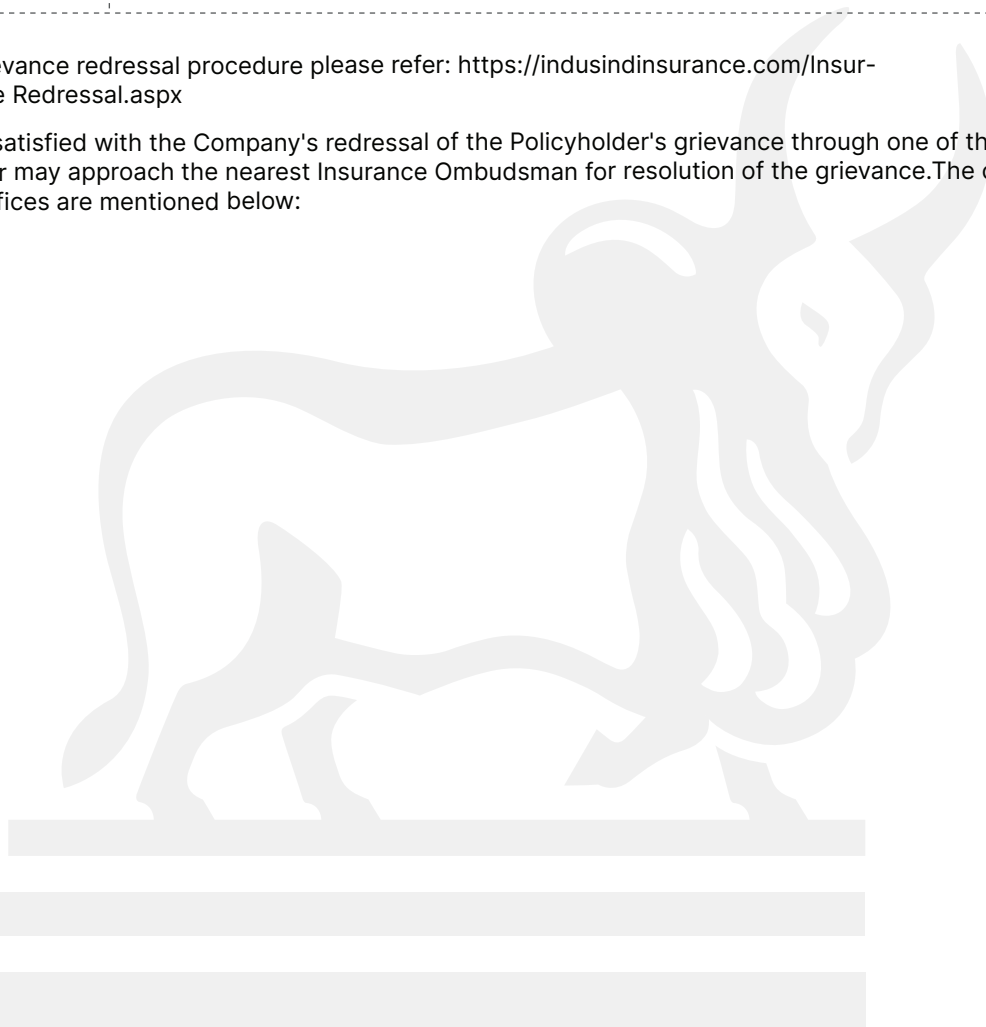 evance redressal procedure please refer: https://indusindinsurance.com/Insur-
e Redressal.aspx
satisfied with the Company's redressal of the Policyholder's grievance through one of th
r may approach the nearest Insurance Ombudsman for resolution of the grievance.The c
fices are mentioned below: